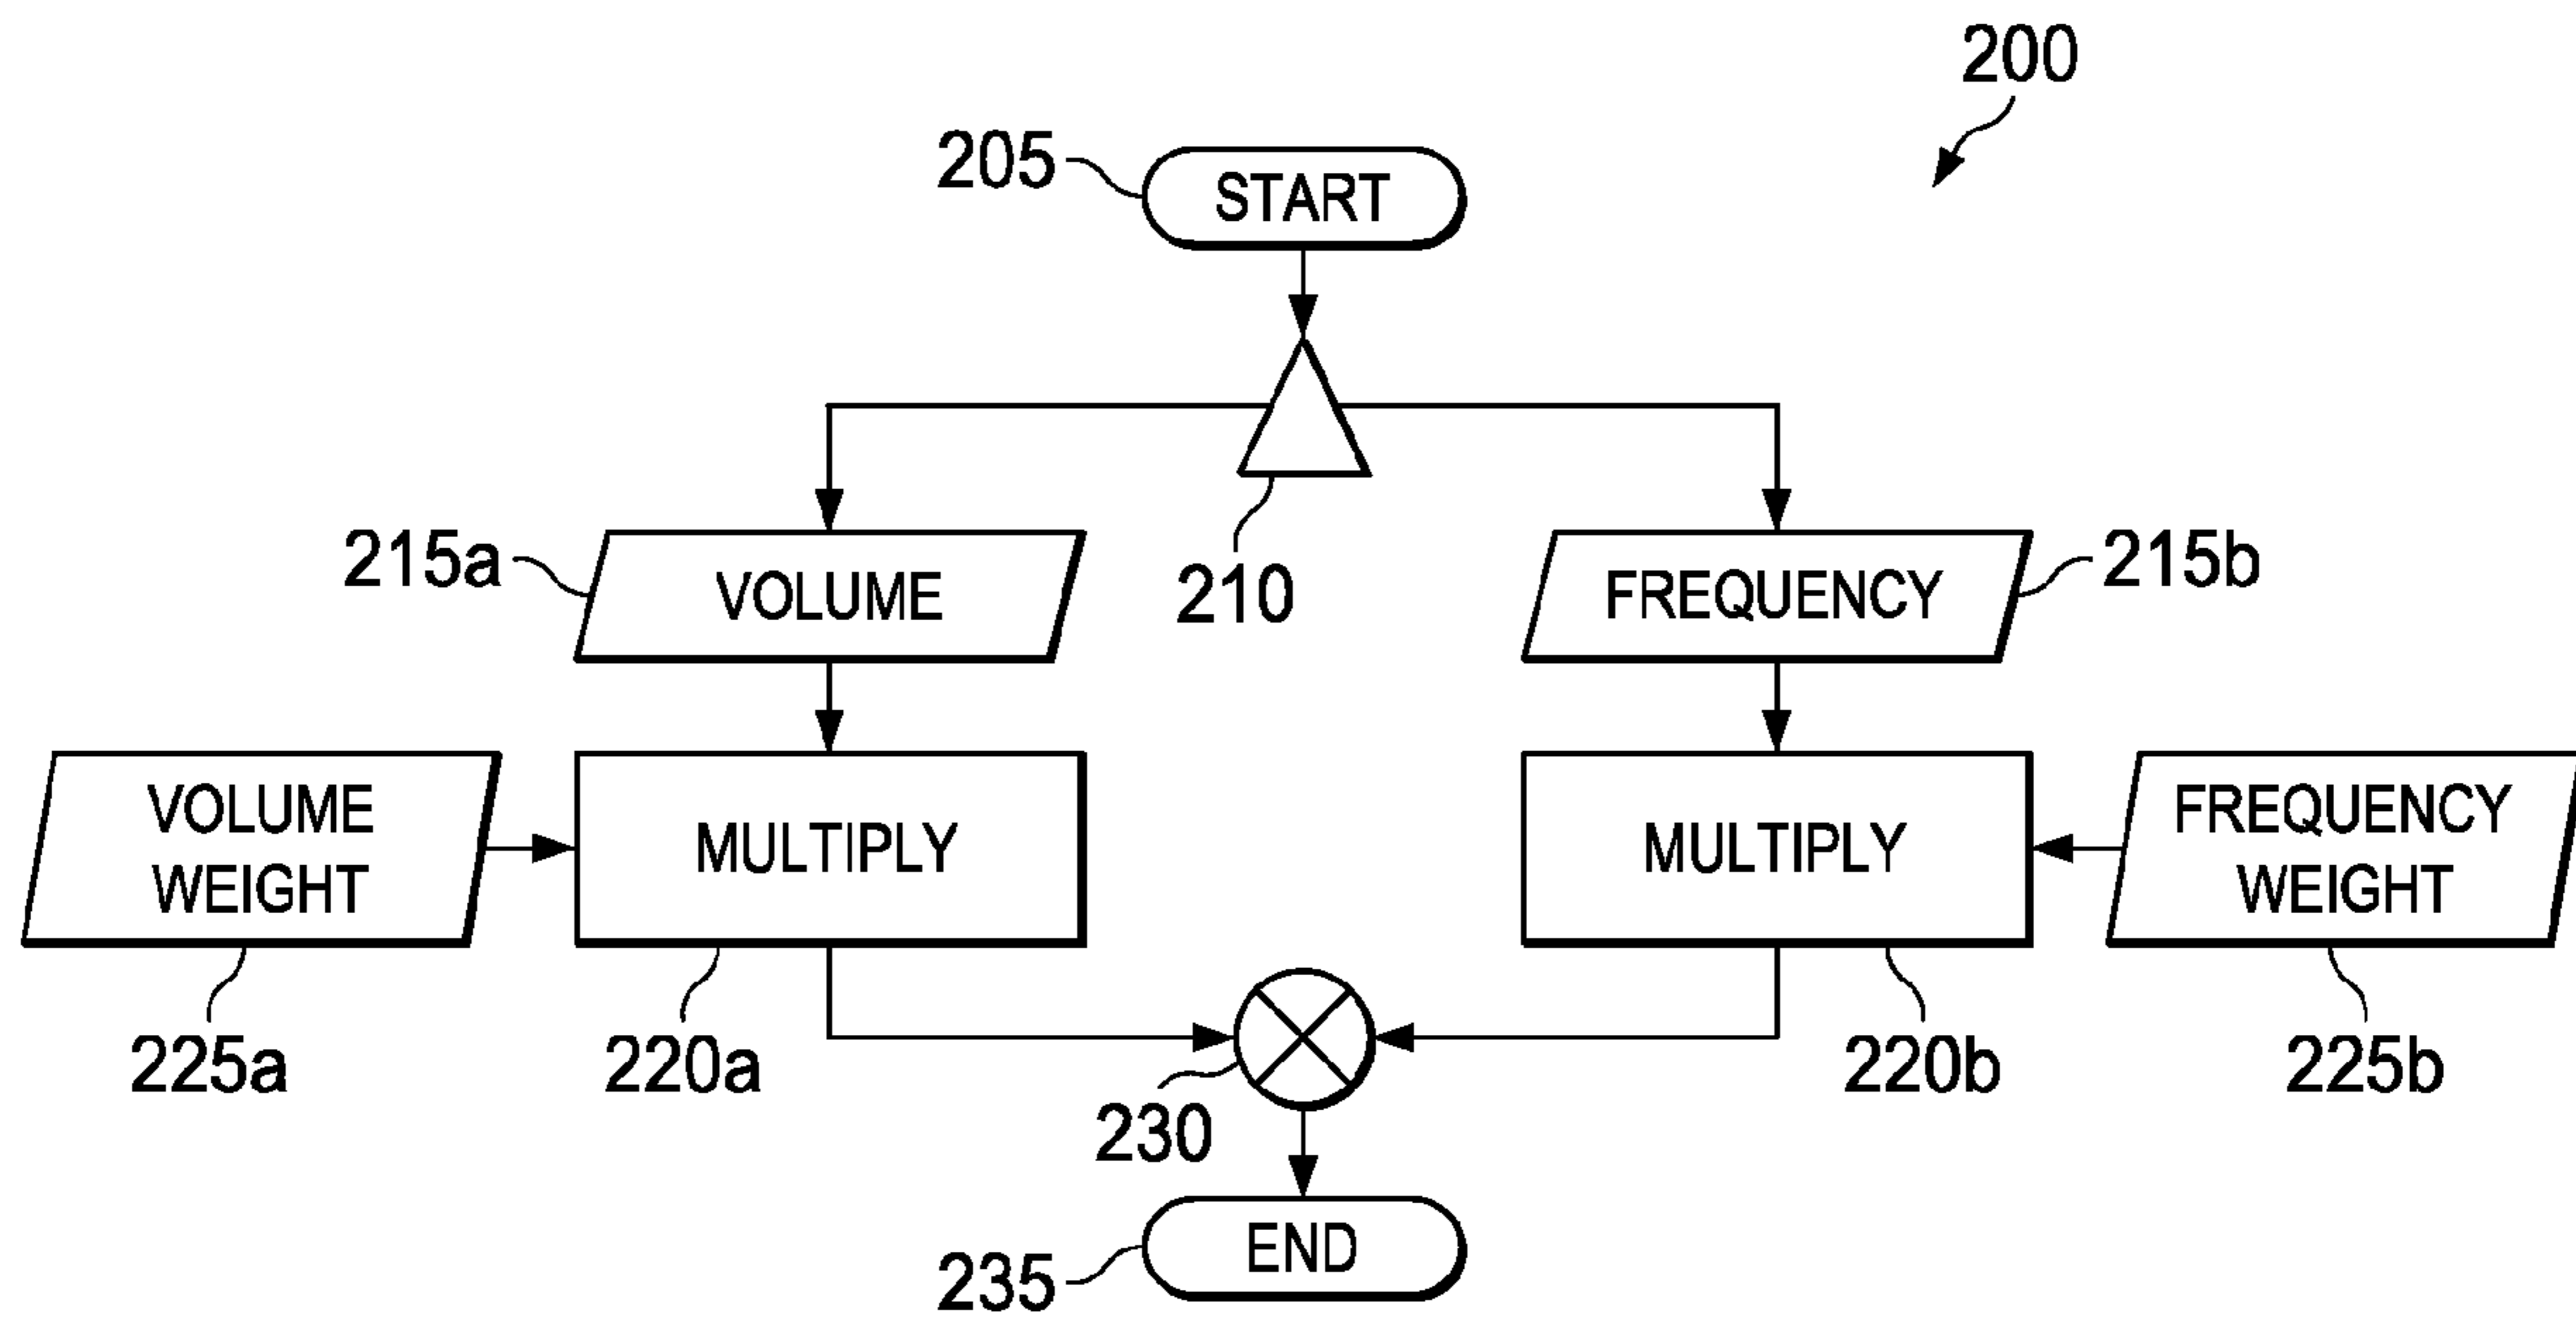 200
205
START
210
215a
VOLUME
FREQUENCY
215b
VOLUME
WEIGHT
MULTIPLY
MULTIPLY
FREQUENCY
WEIGHT
225a
220a
230
220b
225b
235
END